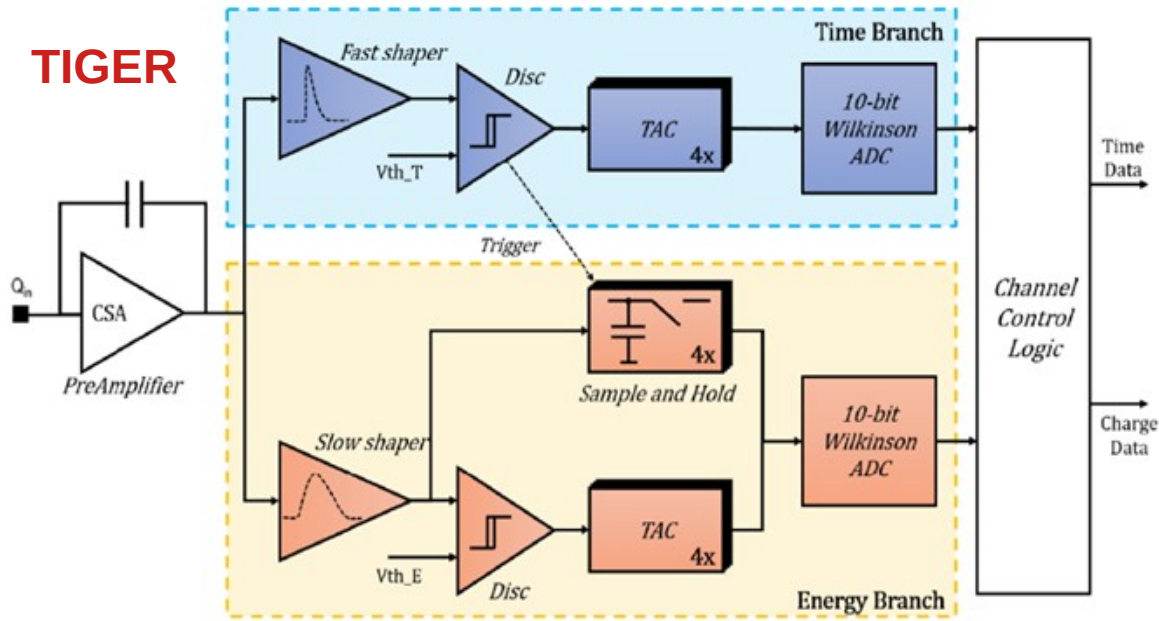 TIGER
Time Branch
Fast shaper
Disc
Vth_T
TAC
4x
10-bit
Wilkinson
ADC
Time
Data
Trigger
Qin
CSA
PreAmplifier
4x
Sample and Hold
Slow shaper
Vth_E
Disc
TAC
4x
10-bit
Wilkinson
ADC
Energy Branch
Channel
Control
Logic
Charge
Data